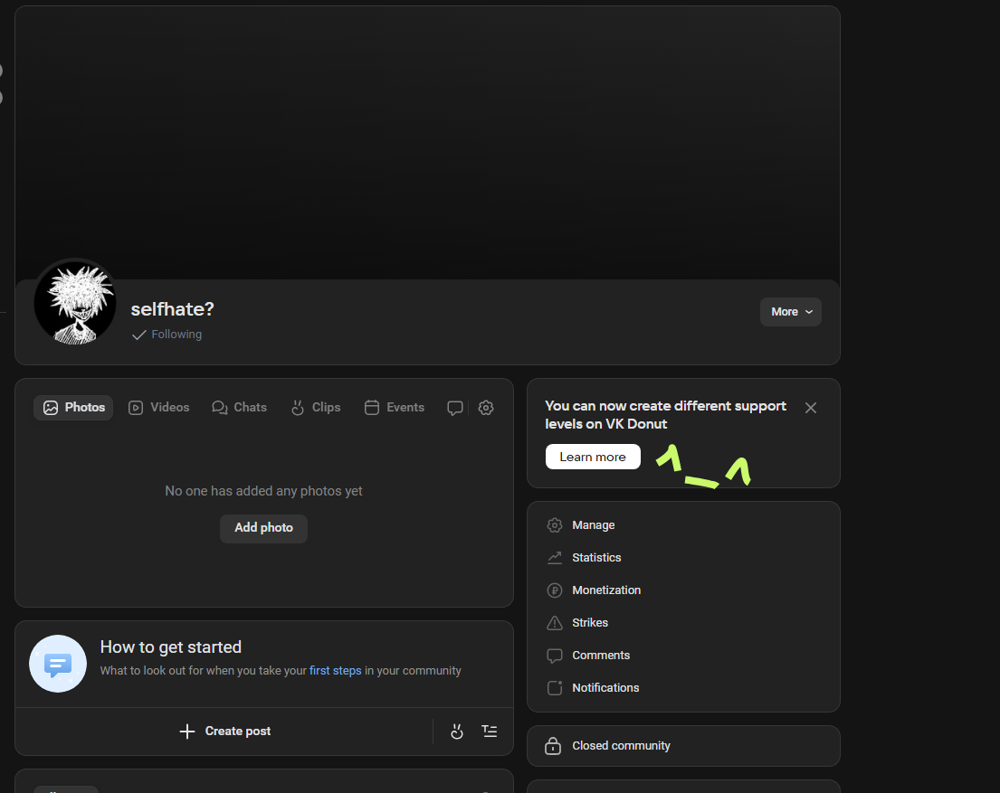 selfhate?
Following
More
Photos
Videos
Chats
Clips
Events
No one has added any photos yet
Add photo
How to get started
What to look out for when you take your first steps in your community
Create post
You can now create different support
levels on VK Donut
Learn more
Manage
Statistics
Monetization
Strikes
Comments
Notifications
Closed community